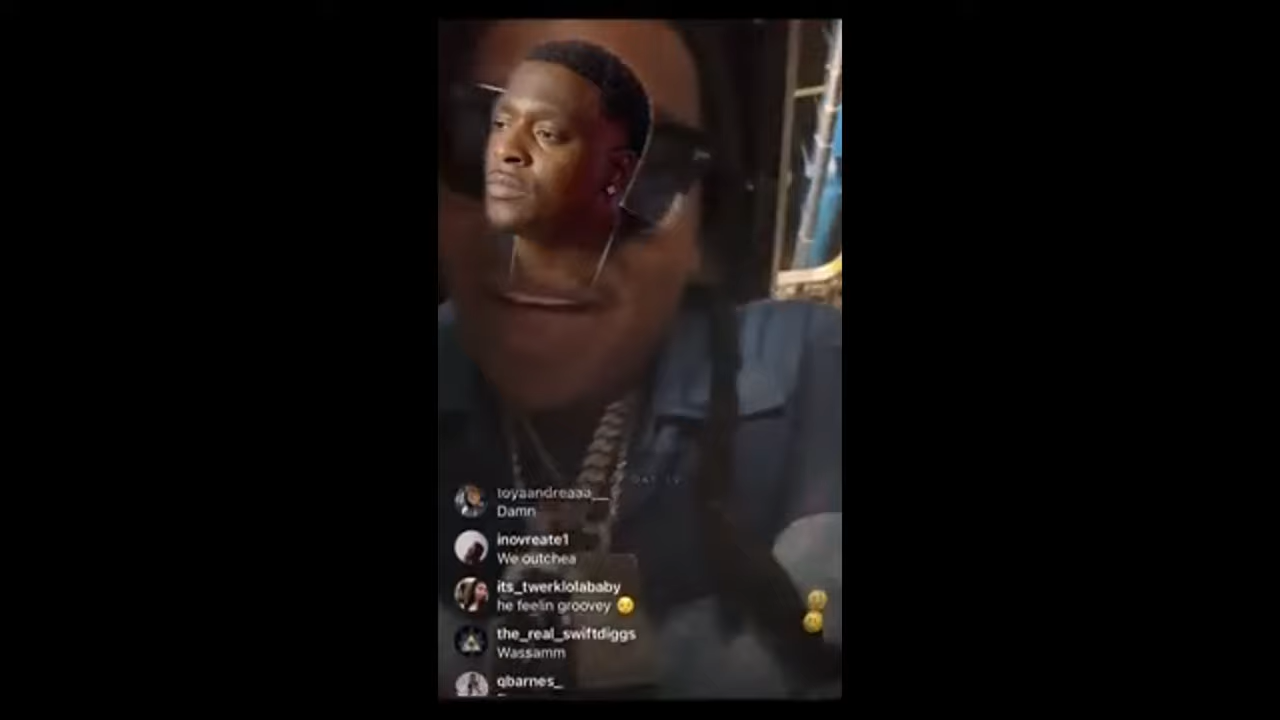 toyaandreaaa__
Damn
inovreate1
We outchea
its_twerklolababy
he feelin groovey 😔
the_real_swiftdiggs
Wassamm
qbarnes_